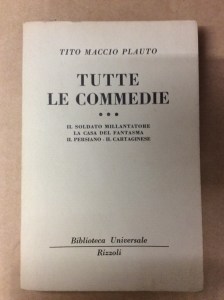 TITO MACCIO PLAUTO
TUTTE
LE COMMEDIE
● ● ●
IL SOLDATO MILLANTATORE
LA CASA DEL FANTASMA
IL PERSIANO - IL CARTAGINESE
Biblioteca Universale
Rizzoli